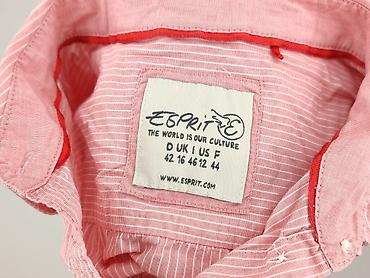 ESPRIT
THE WORLD IS OUR CULTURE
D UK I US F
42 16 46 12 44
WWW.ESPRIT.COM